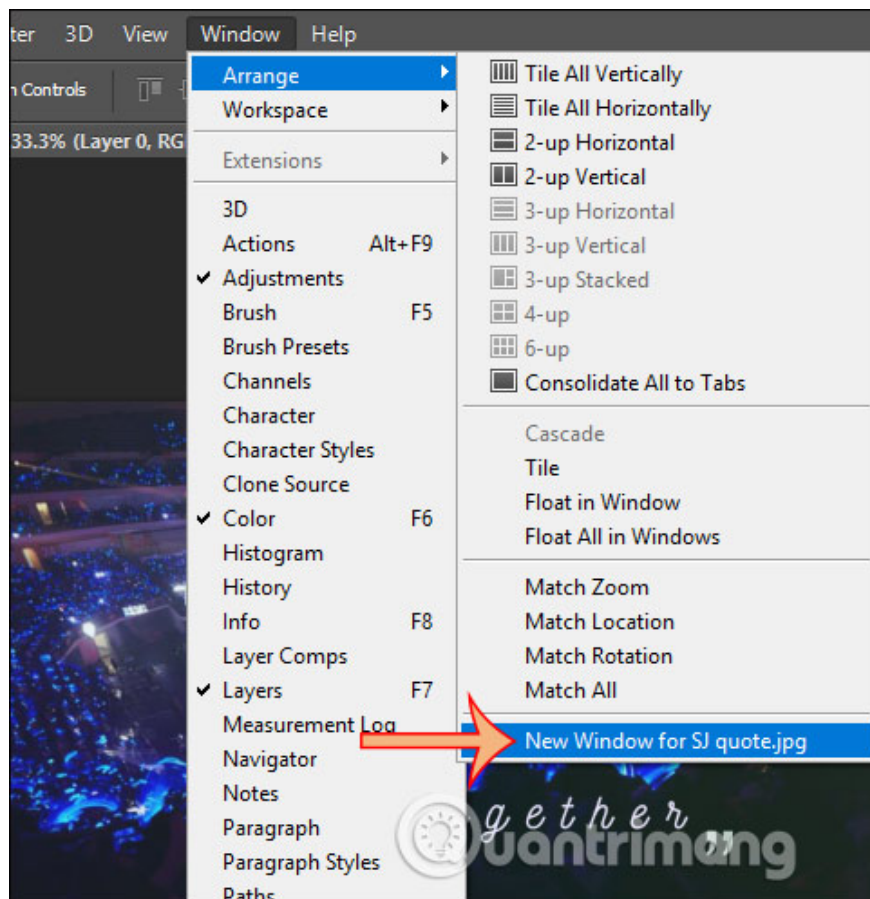 3D View Window Help
Controls
33.3% (Layer 0, RG
Arrange
Workspace
Extensions
3D
Actions Alt+F9
Adjustments
Brush F5
Brush Presets
Channels
Character
Character Styles
Clone Source
Color F6
Histogram
History
Info F8
Layer Comps
Layers F7
Measurement Log
Navigator
Notes
Paragraph
Paragraph Styles
Paths
Tile All Vertically
Tile All Horizontally
2-up Horizontal
2-up Vertical
3-up Horizontal
3-up Vertical
3-up Stacked
4-up
6-up
Consolidate All to Tabs
Cascade
Tile
Float in Window
Float All in Windows
Match Zoom
Match Location
Match Rotation
Match All
New Window for SJ quote.jpg
gether”
Quantrimang